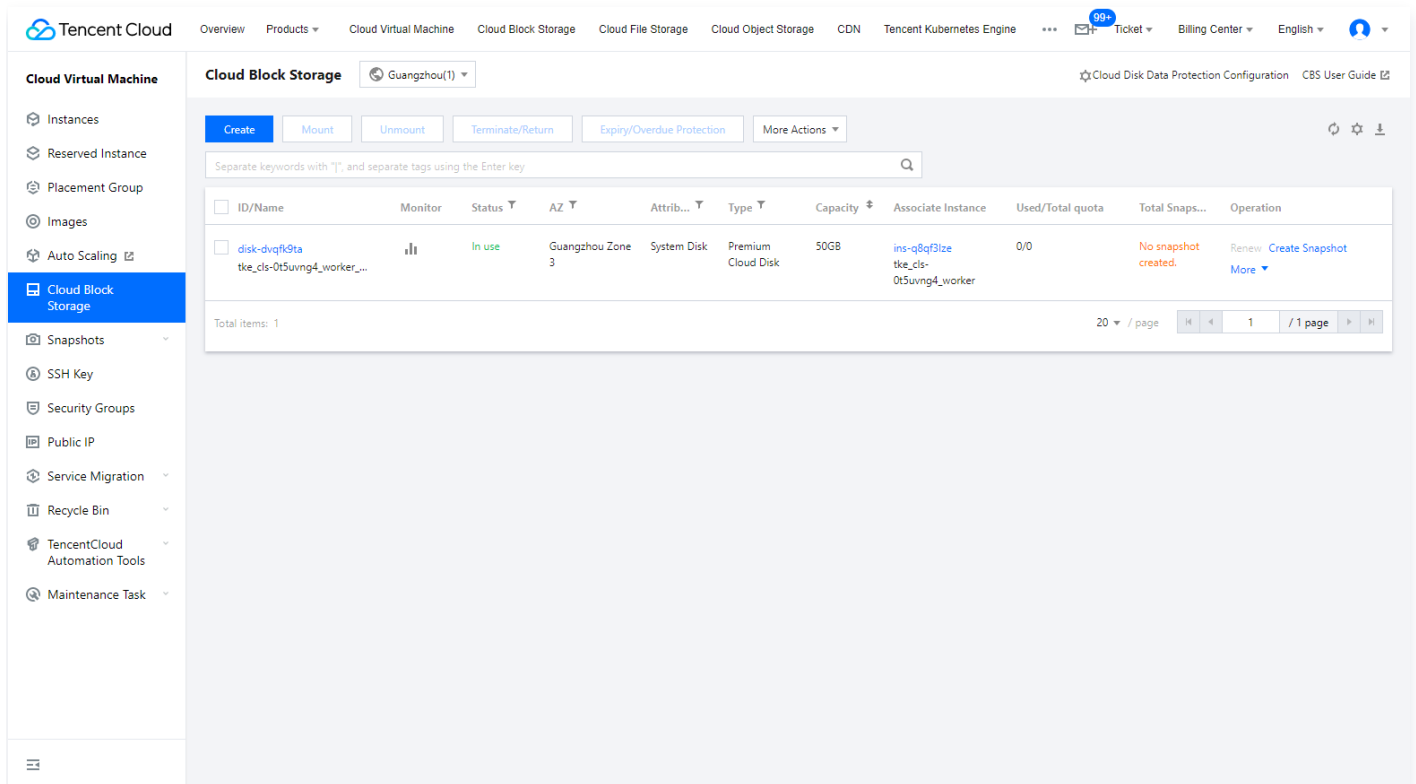 Tencent Cloud Overview Products Cloud Virtual Machine Cloud Block Storage Cloud File Storage Cloud Object Storage CDN Tencent Kubernetes Engine ••• 99+ Ticket Billing Center English
Cloud Virtual Machine
Instances
Reserved Instance
Placement Group
Images
Auto Scaling
Cloud Block
Storage
Snapshots
SSH Key
Security Groups
IP Public IP
Service Migration
Recycle Bin
TencentCloud
Automation Tools
Maintenance Task
Cloud Block Storage Guangzhou(1) Cloud Disk Data Protection Configuration CBS User Guide
Create Mount Unmount Terminate/Return Expiry/Overdue Protection More Actions
Separate keywords with "|", and separate tags using the Enter key
ID/Name Monitor Status AZ Attrib... Type Capacity Associate Instance Used/Total quota Total Snaps... Operation
disk-dvqfk9ta In use Guangzhou Zone System Disk Premium 50GB ins-q8qf3lze 0/0 No snapshot Renew Create Snapshot
tke_cls-0t5uvng4_worker_... 3 Cloud Disk tke_cls- created. More
0t5uvng4_worker
Total items: 1 20 / page 1 / 1 page